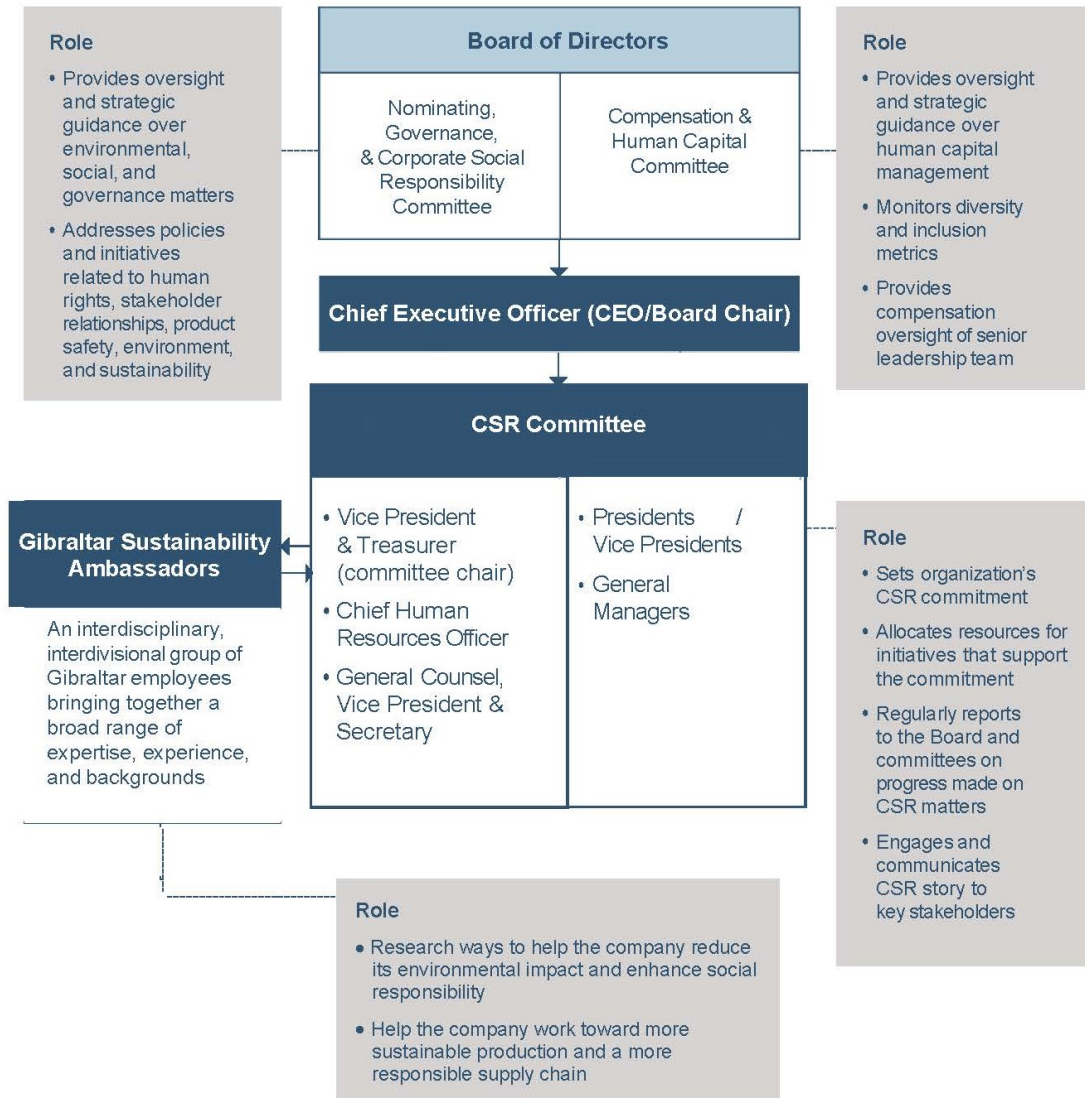 Role
• Provides oversight
and strategic
guidance over
environmental,
social, and
governance matters
• Addresses policies
and initiatives
related to human
rights, stakeholder
relationships, product
safety, environment,
and sustainability
Board of Directors
Nominating,
Governance,
& Corporate Social
Responsibility
Committee
Compensation &
Human Capital
Committee
Role
• Provides oversight
and strategic
guidance over
human capital
management
• Monitors diversity
and inclusion
metrics
• Provides
compensation
oversight of senior
leadership team
Chief Executive Officer (CEO/Board Chair)
CSR Committee
• Vice President
& Treasurer
(committee chair)
• Chief Human
Resources Officer
• General Counsel,
Vice President &
Secretary
• Presidents /
Vice Presidents
• General
Managers
Gibraltar Sustainability
Ambassadors
An interdisciplinary,
interdivisional group of
Gibraltar employees
bringing together a
broad range of
expertise, experience,
and backgrounds
Role
• Sets organization’s
CSR commitment
• Allocates resources for
initiatives that support
the commitment
• Regularly reports
to the Board and
committees on
progress made on
CSR matters
• Engages and
communicates
CSR story to
key stakeholders
Role
• Research ways to help the company reduce
its environmental impact and enhance social
responsibility
• Help the company work toward more
sustainable production and a more
responsible supply chain